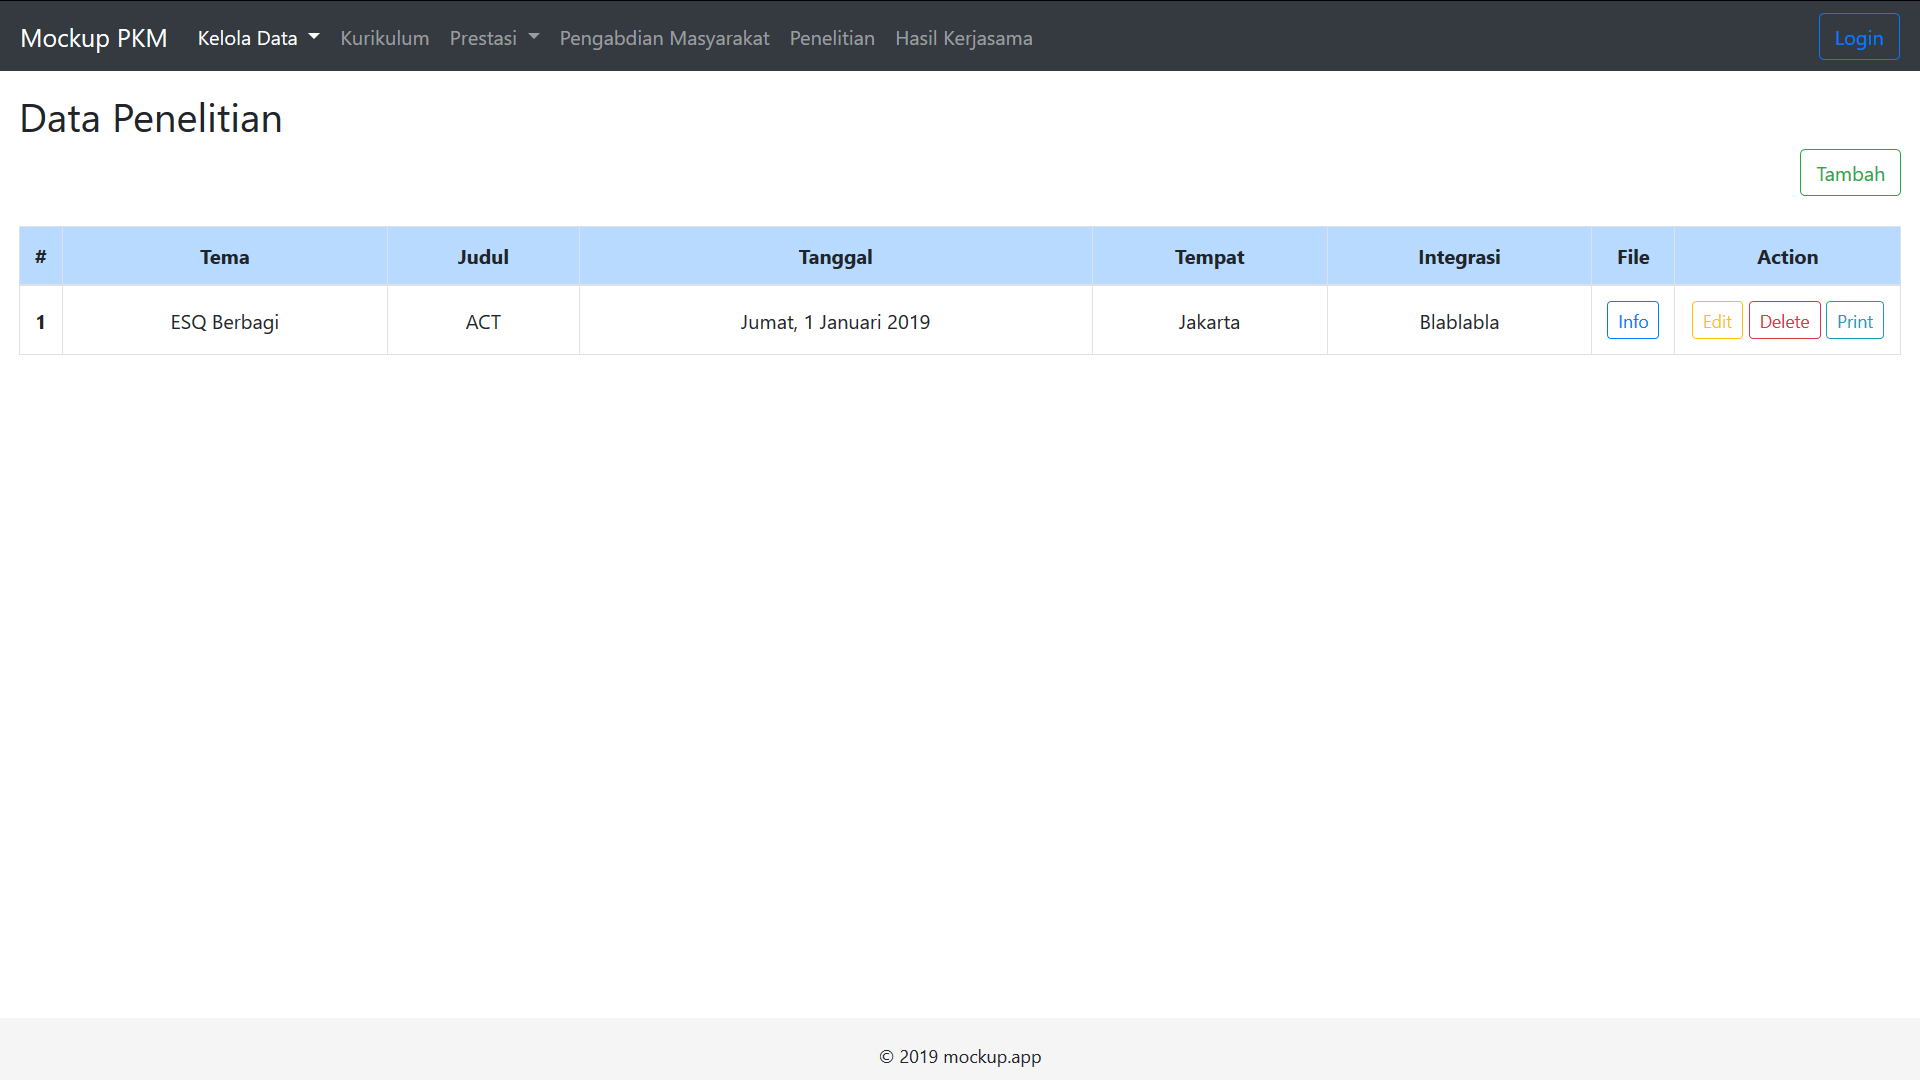 Mockup PKM Kelola Data Kurikulum Prestasi Pengabdian Masyarakat Penelitian Hasil Kerjasama Login
Data Penelitian
Tambah
# Tema Judul Tanggal Tempat Integrasi File Action
1 ESQ Berbagi ACT Jumat, 1 Januari 2019 Jakarta Blablabla Info Edit Delete Print
© 2019 mockup.app